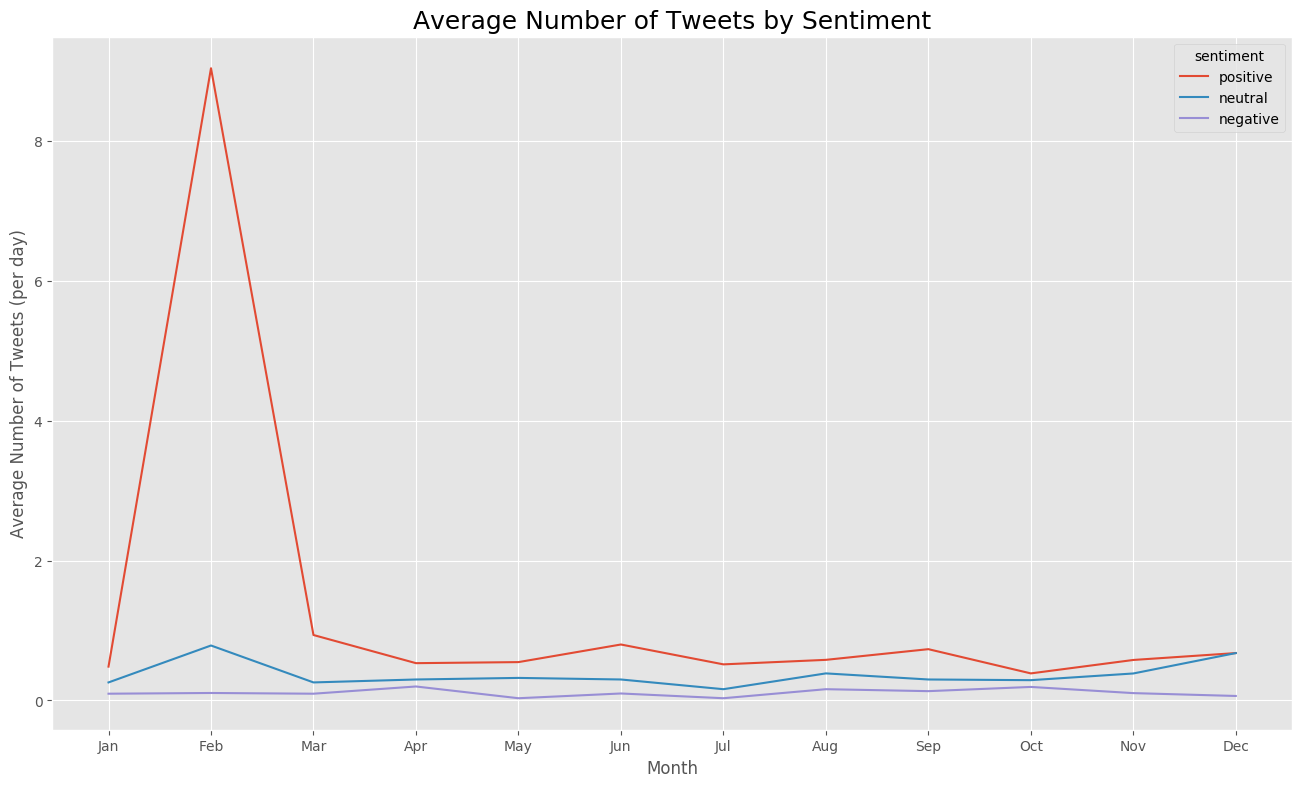 Average Number of Tweets by Sentiment
sentiment
positive
neutral
negative
Average Number of Tweets (per day)
8
6
4
2
0
Jan Feb Mar Apr May Jun Jul Aug Sep Oct Nov Dec
Month